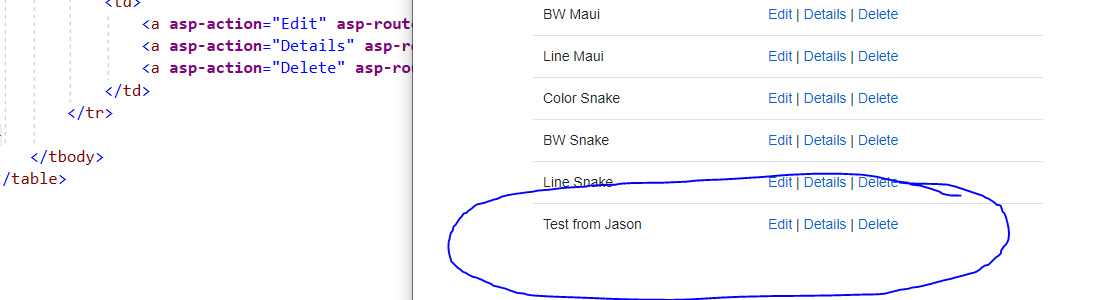 <td>
<a asp-action="Edit" asp-rout
<a asp-action="Details" asp-r
<a asp-action="Delete" asp-ro
</td>
</tr>
</tbody>
/table>
BW Maui Edit | Details | Delete
Line Maui Edit | Details | Delete
Color Snake Edit | Details | Delete
BW Snake Edit | Details | Delete
Line Snake Edit | Details | Delete
Test from Jason Edit | Details | Delete